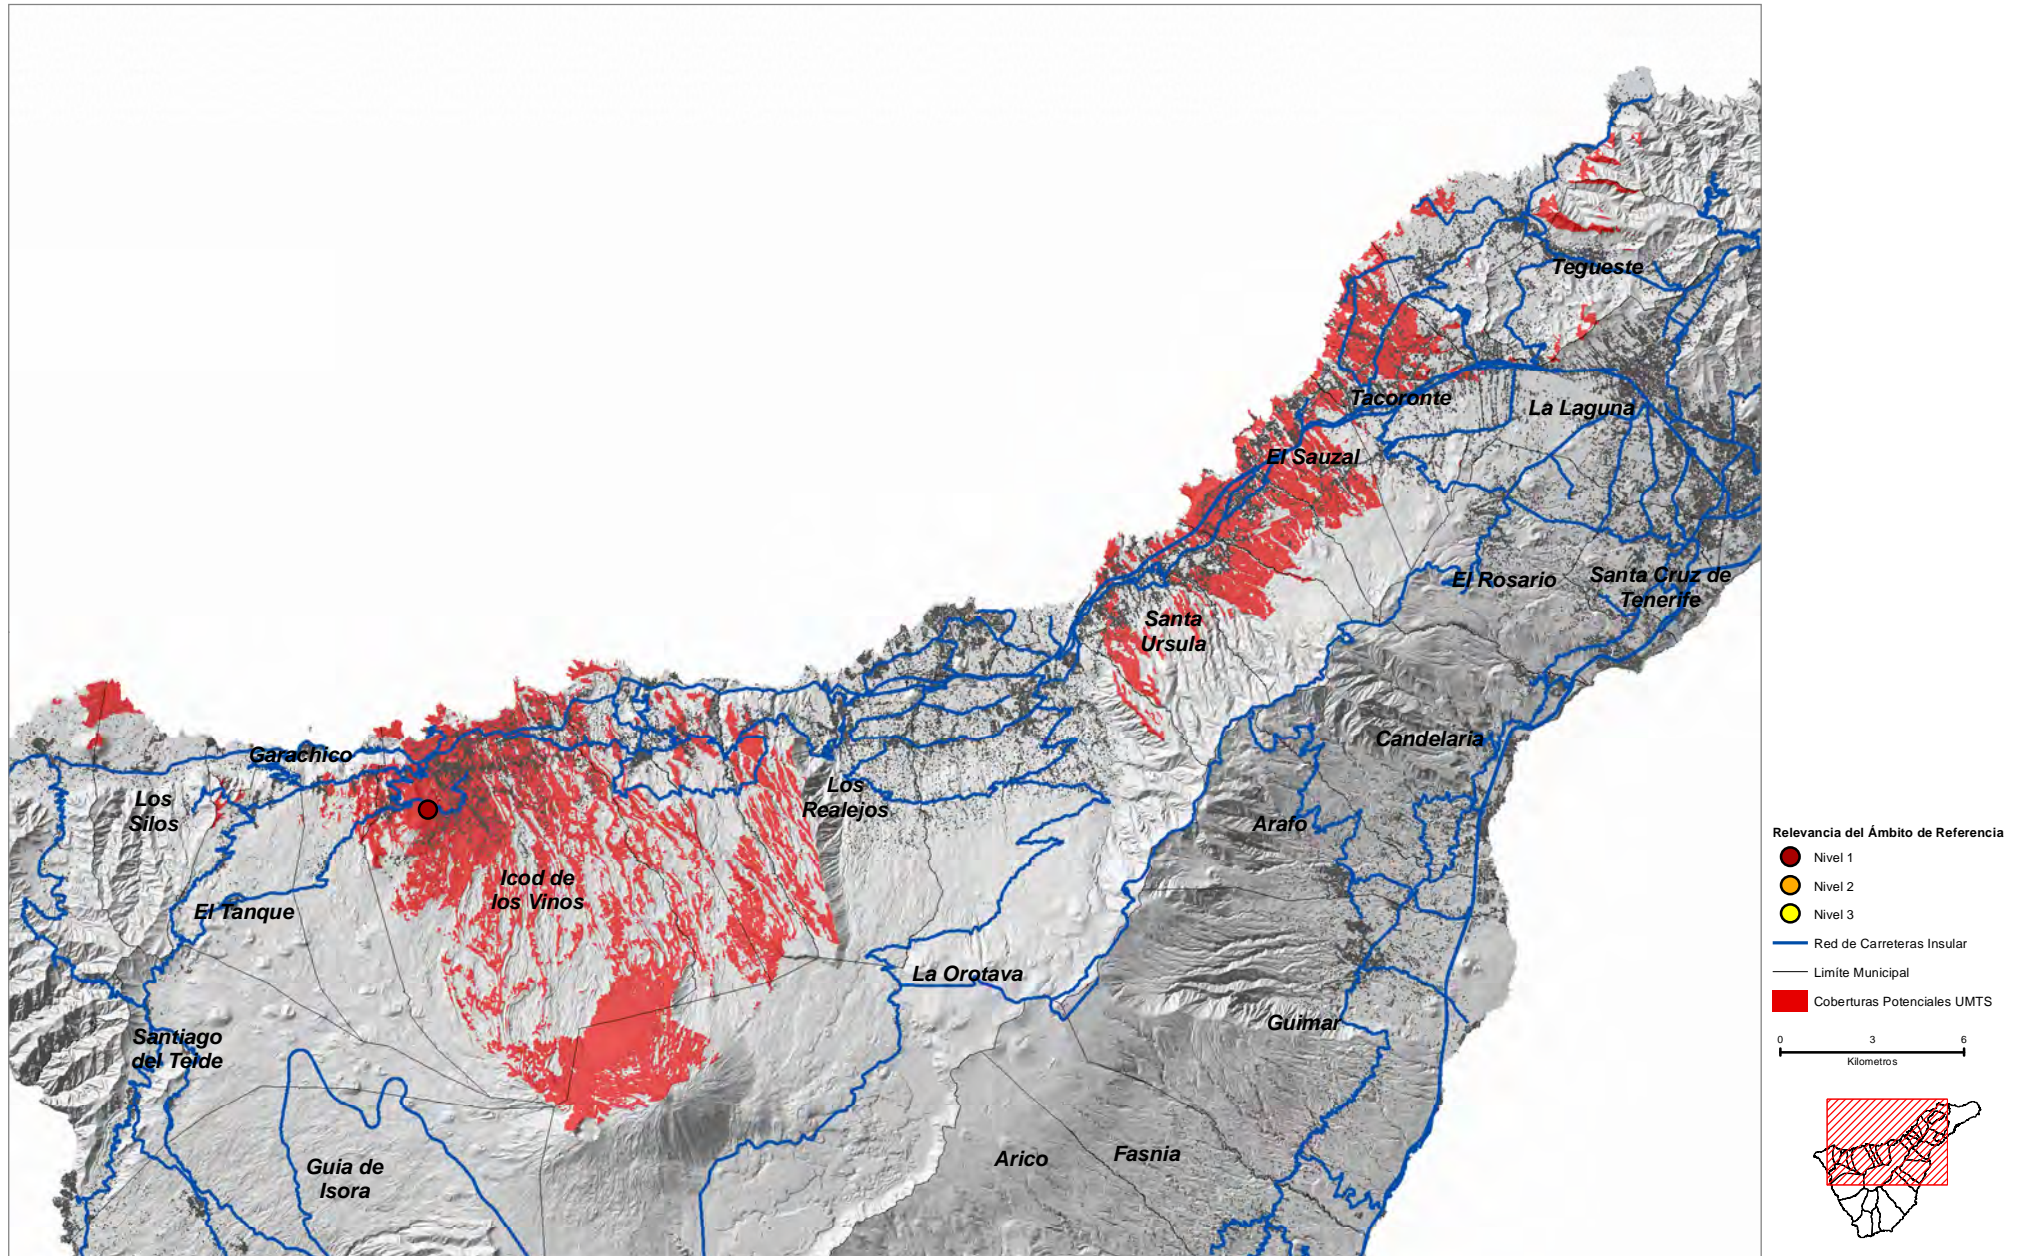 Tegueste
Tacoronte
La Laguna
El Sauzal
El Rosario
Santa Cruz de
Tenerife
Santa
Ursula
Candelaria
Garachico
Los
Silos
Los
Realejos
Arafo
Icod de
los Vinos
El Tanque
La Orotava
Guimar
Santiago
del Teide
Guia de
Isora
Arico
Fasnia
Relevancia del Ámbito de Referencia
Nivel 1
Nivel 2
Nivel 3
Red de Carreteras Insular
Limíte Municipal
Coberturas Potenciales UMTS
0 3 6
Kilometros